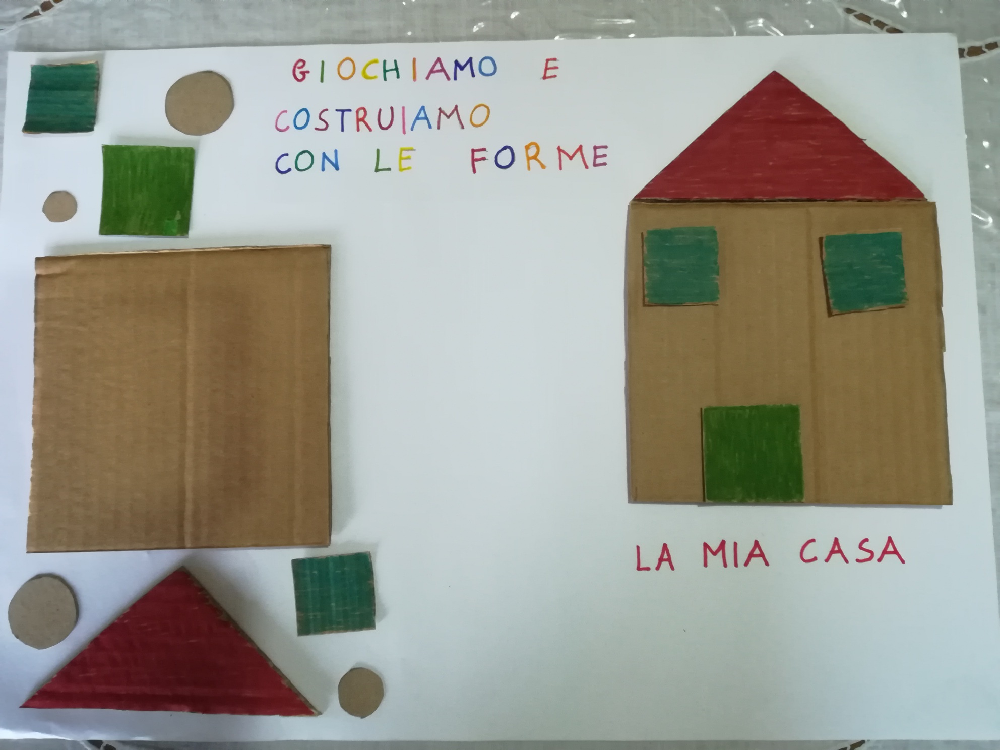 GIOCHIAMO E
COSTRUIAMO
CON LE FORME
LA MIA CASA